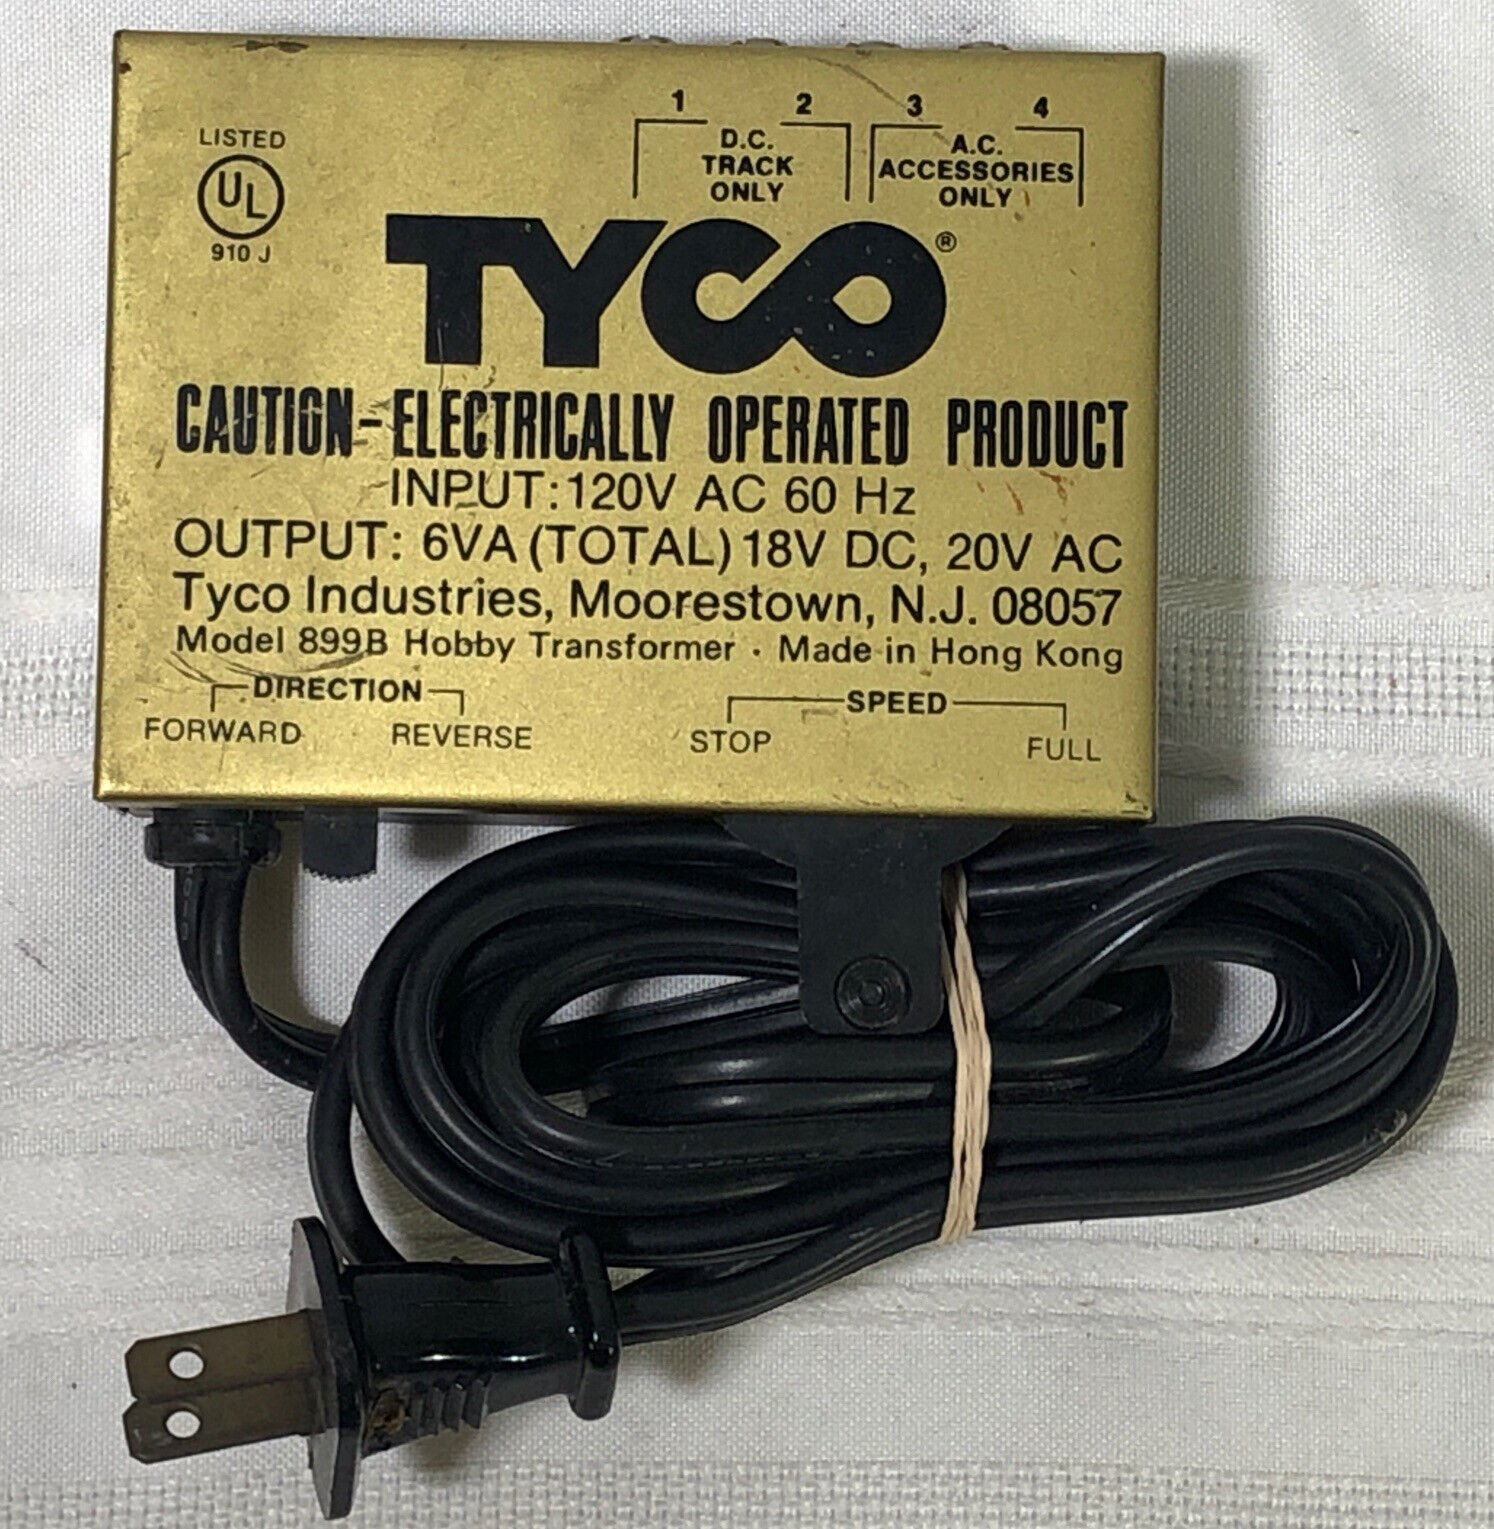 LISTED
UL
910 J
1 2 3 4
D.C.
TRACK
ONLY
A.C.
ACCESSORIES
ONLY
TYCO®
CAUTION-ELECTRICALLY OPERATED PRODUCT
INPUT: 120V AC 60 Hz
OUTPUT: 6VA (TOTAL) 18V DC, 20V AC
Tyco Industries, Moorestown, N.J. 08057
Model 899B Hobby Transformer · Made in Hong Kong
DIRECTION
FORWARD REVERSE
SPEED
STOP FULL